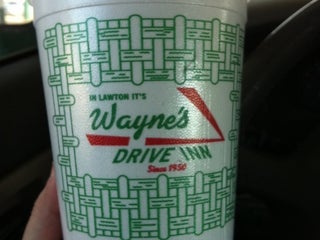 IN LAWTON IT'S
Wayne's
DRIVE INN
Since 1950